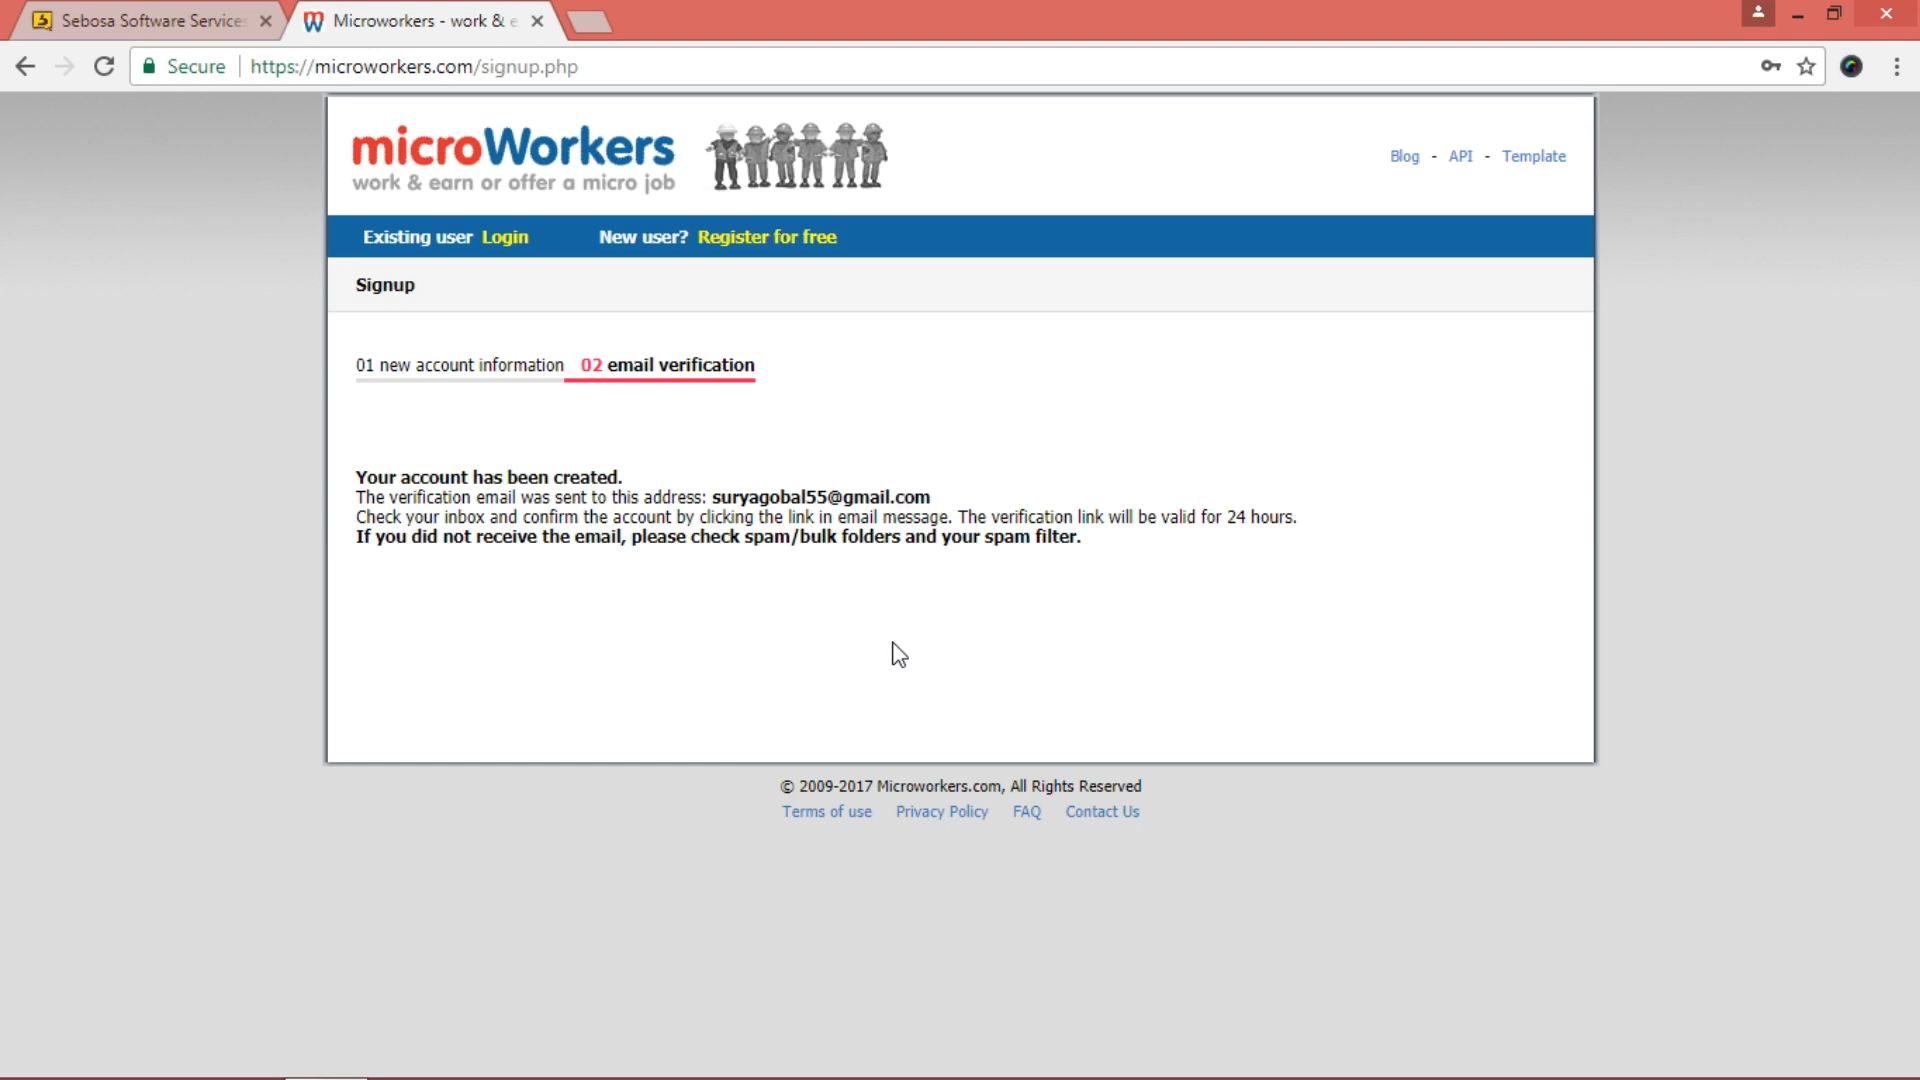 Sebosa Software Services
Microworkers - work & e
Secure
https://microworkers.com/signup.php
microWorkers
work & earn or offer a micro job
Blog - API - Template
Existing user Login New user? Register for free
Signup
01 new account information 02 email verification
Your account has been created.
The verification email was sent to this address: suryagobal55@gmail.com
Check your inbox and confirm the account by clicking the link in email message. The verification link will be valid for 24 hours.
If you did not receive the email, please check spam/bulk folders and your spam filter.
© 2009-2017 Microworkers.com, All Rights Reserved
Terms of use Privacy Policy FAQ Contact Us